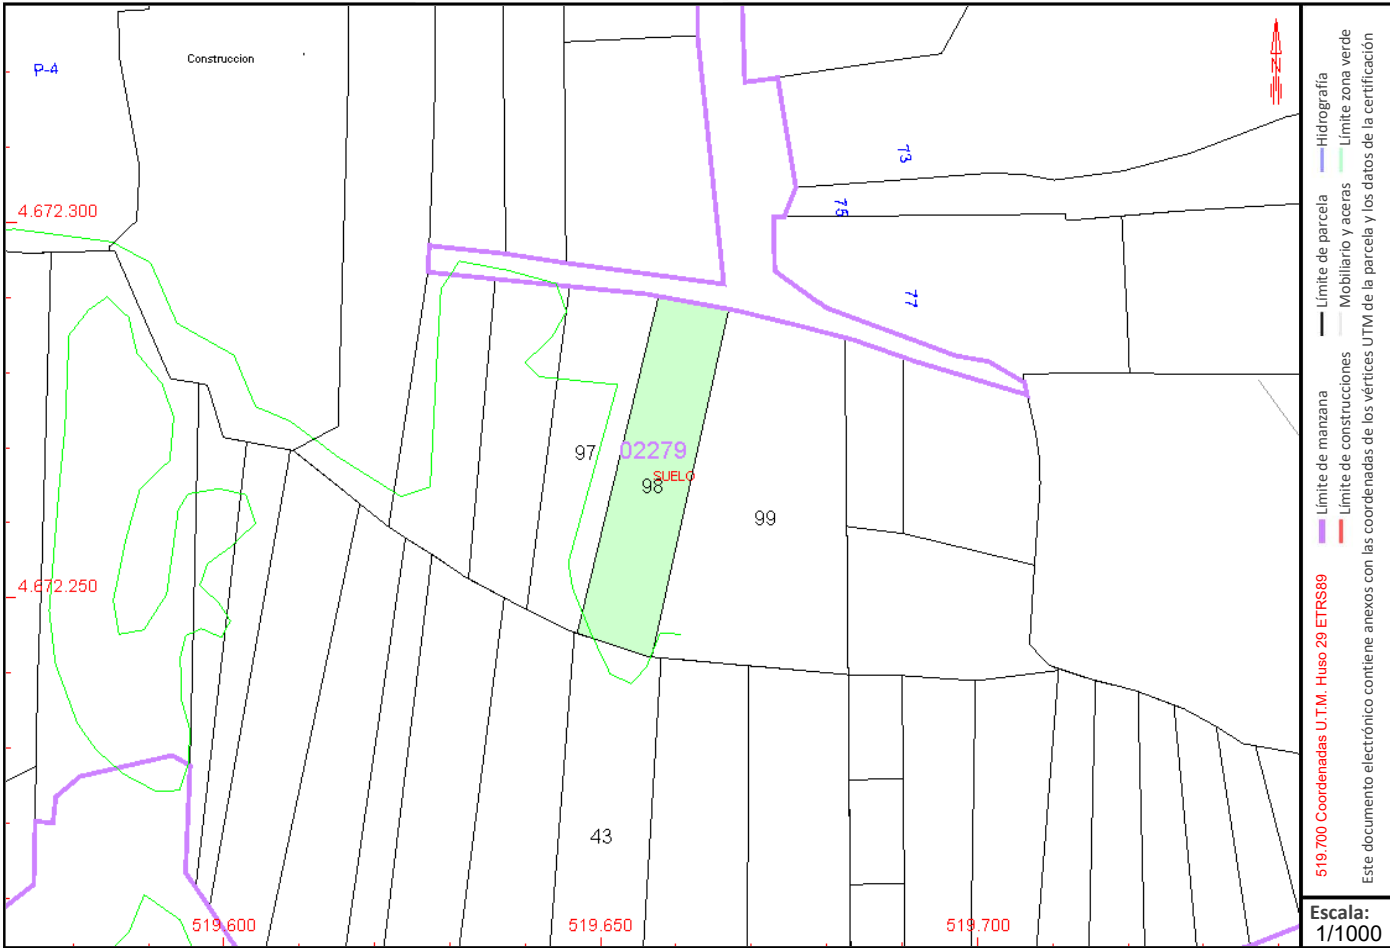 P-4
Construccion
73
4.672.300
75
77
97
02279
SUELO
98
99
4.672.250
43
519.600
519.650
519.700
N
519.700 Coordenadas U.T.M. Huso 29 ETRS89
Límite de manzana
Límite de parcela
Hidrografía
Límite de construcciones
Mobiliario y aceras
Límite zona verde
Este documento electrónico contiene anexos con las coordenadas de los vértices UTM de la parcela y los datos de la certificación
Escala:
1/1000